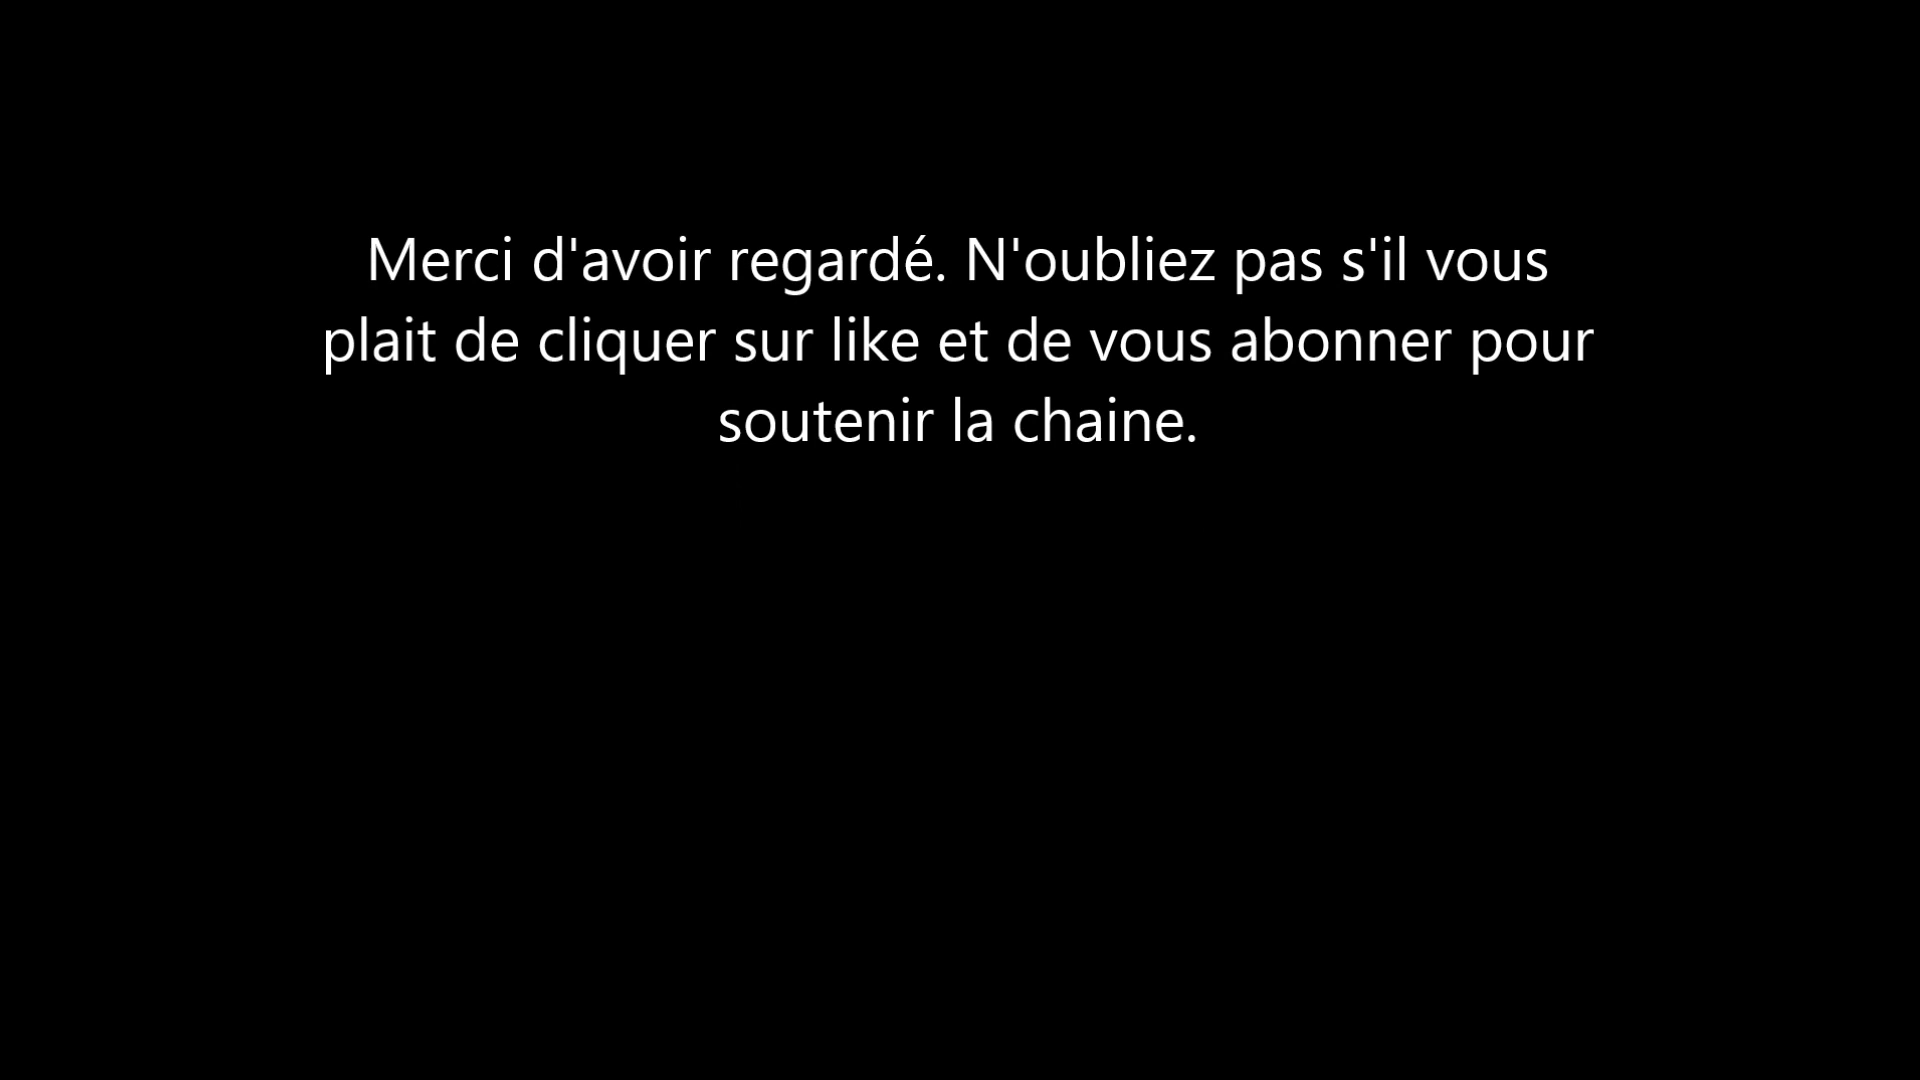 Merci d'avoir regardé. N'oubliez pas s'il vous
plait de cliquer sur like et de vous abonner pour
soutenir la chaine.